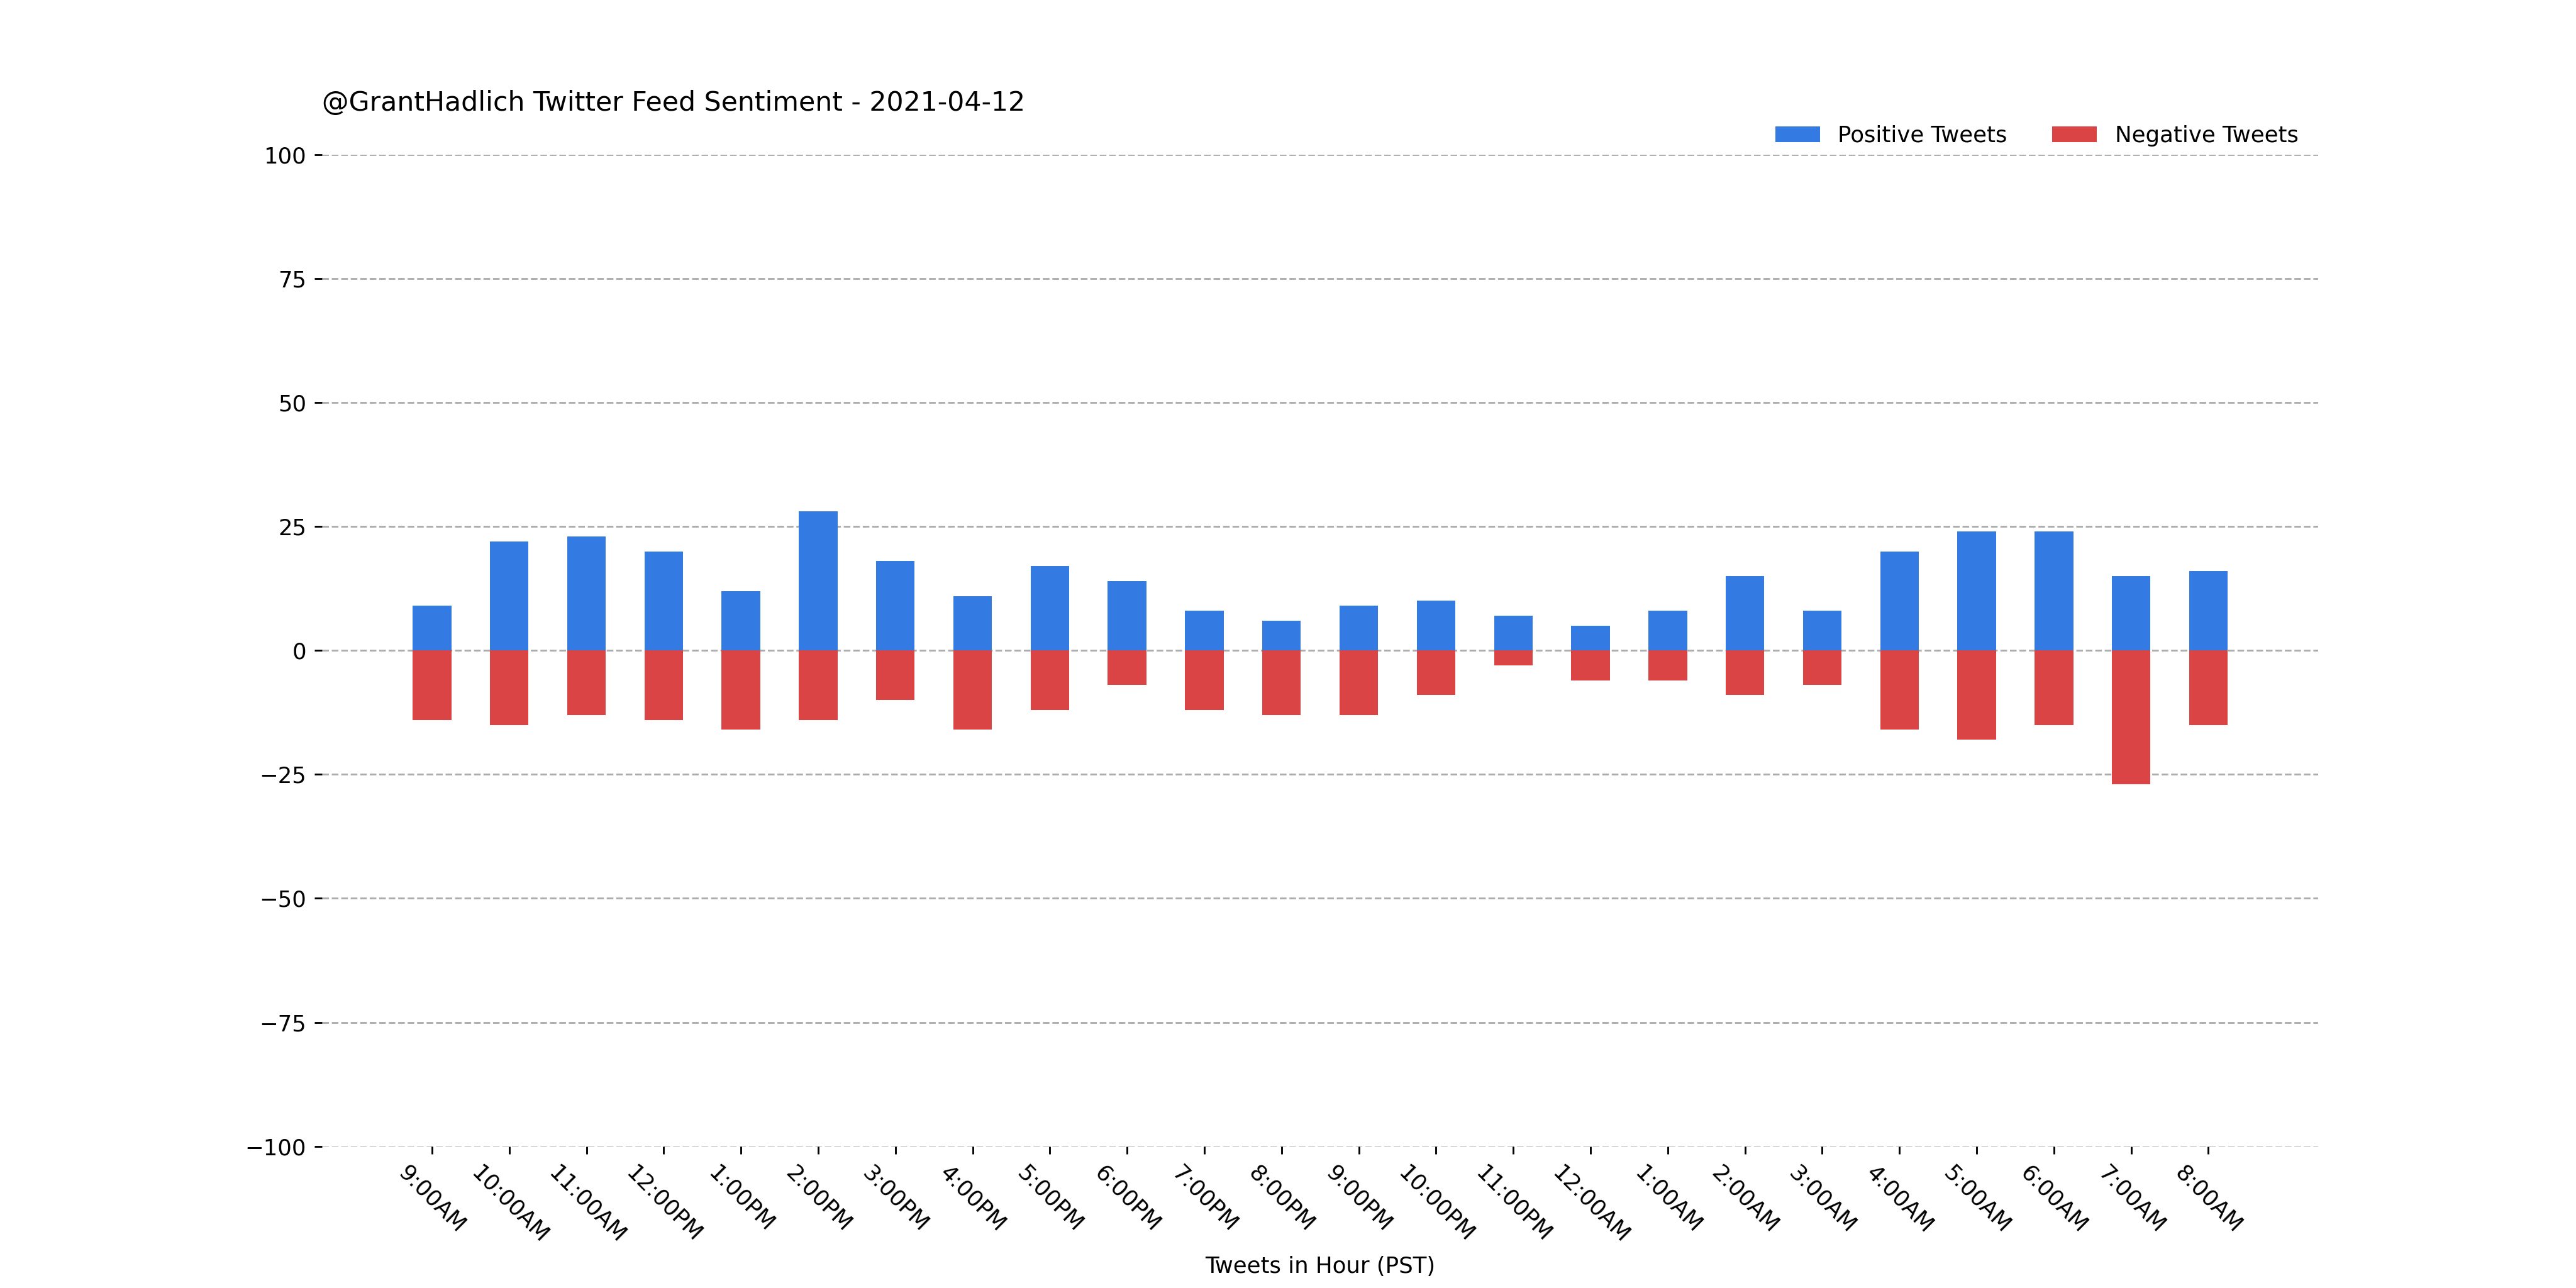 @GrantHadlich Twitter Feed Sentiment - 2021-04-12
Positive Tweets
Negative Tweets
100
75
50
25
0
−25
−50
−75
−100
9:00AM
10:00AM
11:00AM
12:00PM
1:00PM
2:00PM
3:00PM
4:00PM
5:00PM
6:00PM
7:00PM
8:00PM
9:00PM
10:00PM
11:00PM
12:00AM
1:00AM
2:00AM
3:00AM
4:00AM
5:00AM
6:00AM
7:00AM
8:00AM
Tweets in Hour (PST)